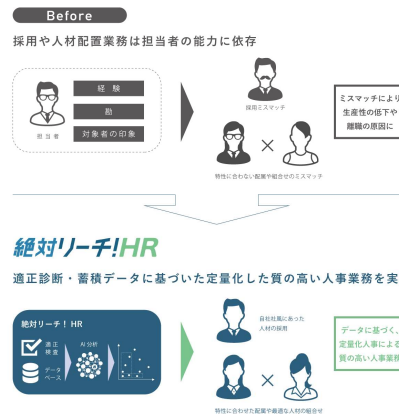 Before
採用や人材配置業務は担当者の能力に依存
経 験
勘
対象者の印象
担 当 者
採用ミスマッチ
特性に合わない配属や組合せのミスマッチ
ミスマッチにより
生産性の低下や
離職の原因に
絶対リーチ!HR
適正診断・蓄積データに基づいた定量化した質の高い人事業務を実
絶対リーチ! HR
適 正
検 査
AI 分析
データ
ベース
自社社風にあった
人材の採用
特性に合わせた配属や最適な人材の組合せ
データに基づく、
定量化人事による
質の高い人事業務